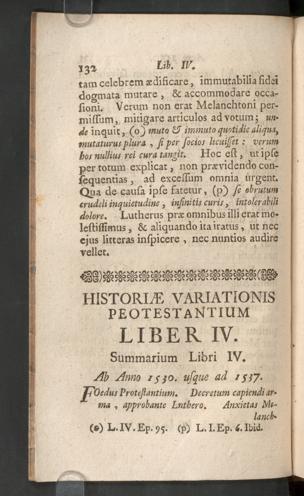 132 Lib. IV.
tam celebrem ædificare, immutabilia fidei
dogmata mutare, & accommodare occa-
sioni. Verum non erat Melanchtoni per-
missum, mitigare articulos ad votum; un-
de inquit, (o) muto & immuto quotidie aliqua,
mutaturus plura, si per socios licuisset: verum
hos nullius rei cura tangit. Hoc est, ut ipse
per totum explicat, non prævidendo con-
sequentias, ad excessum omnia urgent.
Qua de causa ipse fatetur, (p) se obrutum
crudeli inquietudine, infinitis curis, intolerabili
dolore. Lutherus præ omnibus illi erat mo-
lestissimus, & aliquando ita iratus, ut nec
ejus litteras inspicere, nec nuntios audire
vellet.
HISTORIÆ VARIATIONIS
PEOTESTANTIUM
LIBER IV.
Summarium Libri IV.
Ab Anno 1530. usque ad 1537.
FOedus Protestantium. Decretum capiendi ar-
ma, approbante Luthero. Anxietas Me-
lanch-
(o) L. IV. Ep. 95. (p) L. I. Ep. 6. Ibid.